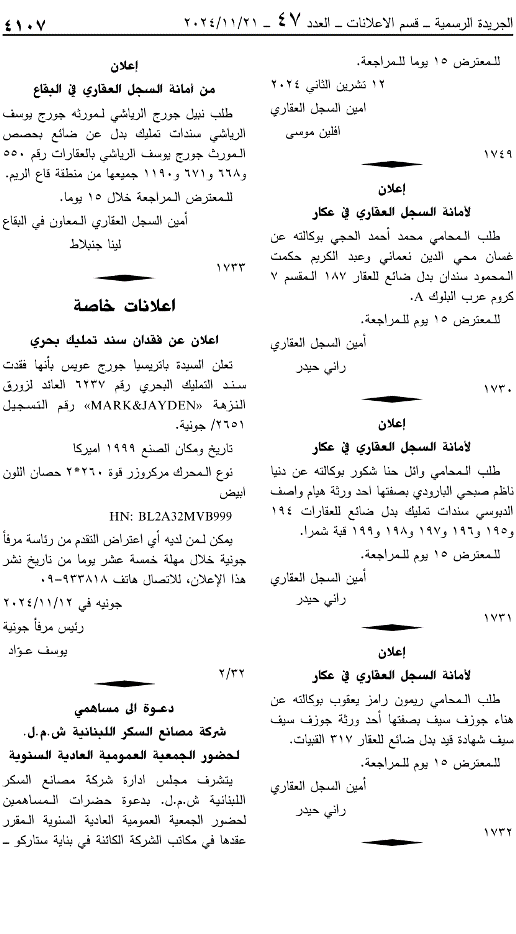 الجريدة الرسمية ــ قسم الاعلانات ــ العدد ٤٧ ــ ٢٠٢٤/١١/٢١
٤١٠٧
للمعترض ١٥ يوما للمراجعة.
١٢ تشرين الثاني ٢٠٢٤
امين السجل العقاري
افلين موسى
١٧٤٩
إعلان
لأمانة السجل العقاري في عكار
طلب المحامي محمد أحمد الحجي بوكالته عن
غسان محي الدين نعماني وعبد الكريم حكمت
المحمود سندان بدل ضائع للعقار ١٨٧ المقسم ٧
كروم عرب البلوك A.
للمعترض ١٥ يوم للمراجعة.
أمين السجل العقاري
راني حيدر
١٧٣٠
إعلان
لأمانة السجل العقاري في عكار
طلب المحامي وائل حنا شكور بوكالته عن دنيا
ناظم صبحي البارودي بصفتها احد ورثة هيام واصف
الدبوسي سندات تمليك بدل ضائع للعقارات ١٩٤
و١٩٥ و١٩٦ و١٩٧ و١٩٨ و١٩٩ قبة شمرا.
للمعترض ١٥ يوم للمراجعة.
أمين السجل العقاري
راني حيدر
١٧٣١
إعلان
لأمانة السجل العقاري في عكار
طلب المحامي ريمون رامز يعقوب بوكالته عن
هناء جوزف سيف بصفتها أحد ورثة جوزف سيف
سيف شهادة قيد بدل ضائع للعقار ٣١٧ القبيات.
للمعترض ١٥ يوم للمراجعة.
أمين السجل العقاري
راني حيدر
١٧٣٢
إعلان
من أمانة السجل العقاري في البقاع
طلب نبيل جورج الرياشي لمورثه جورج يوسف
الرياشي سندات تمليك بدل عن ضائع بحصص
المورث جورج يوسف الرياشي بالعقارات رقم ٥٥٠
و٦٦٨ و٦٧١ و١١٩٠ جميعها من منطقة قاع الريم.
للمعترض المراجعة خلال ١٥ يوما.
أمين السجل العقاري المعاون في البقاع
لينا جنبلاط
١٧٣٣
اعلانات خاصة
اعلان عن فقدان سند تمليك بحري
تعلن السيدة باتريسيا جورج عويس بأنها فقدت
سند التمليك البحري رقم ٦٢٣٧ العائد لزورق
النزهة «MARK&JAYDEN» رقم التسجيل
٢٦٥١/ جونية.
تاريخ ومكان الصنع ١٩٩٩ اميركا
نوع المحرك مركروزر قوة ٢٦٠*٢ حصان اللون
ابيض
HN: BL2A32MVB999
يمكن لمن لديه أي اعتراض التقدم من رئاسة مرفأ
جونية خلال مهلة خمسة عشر يوما من تاريخ نشر
هذا الإعلان، للاتصال هاتف ٩٣٣٨١٨-٠٩
جونيه في ٢٠٢٤/١١/١٢
رئيس مرفأ جونية
يوسف عوّاد
٢/٣٢
دعوة الى مساهمي
شركة مصانع السكر اللبنانية ش.م.ل.
لحضور الجمعية العمومية العادية السنوية
يتشرف مجلس ادارة شركة مصانع السكر
اللبنانية ش.م.ل. بدعوة حضرات المساهمين
لحضور الجمعية العمومية العادية السنوية المقرر
عقدها في مكاتب الشركة الكائنة في بناية ستاركو ــ